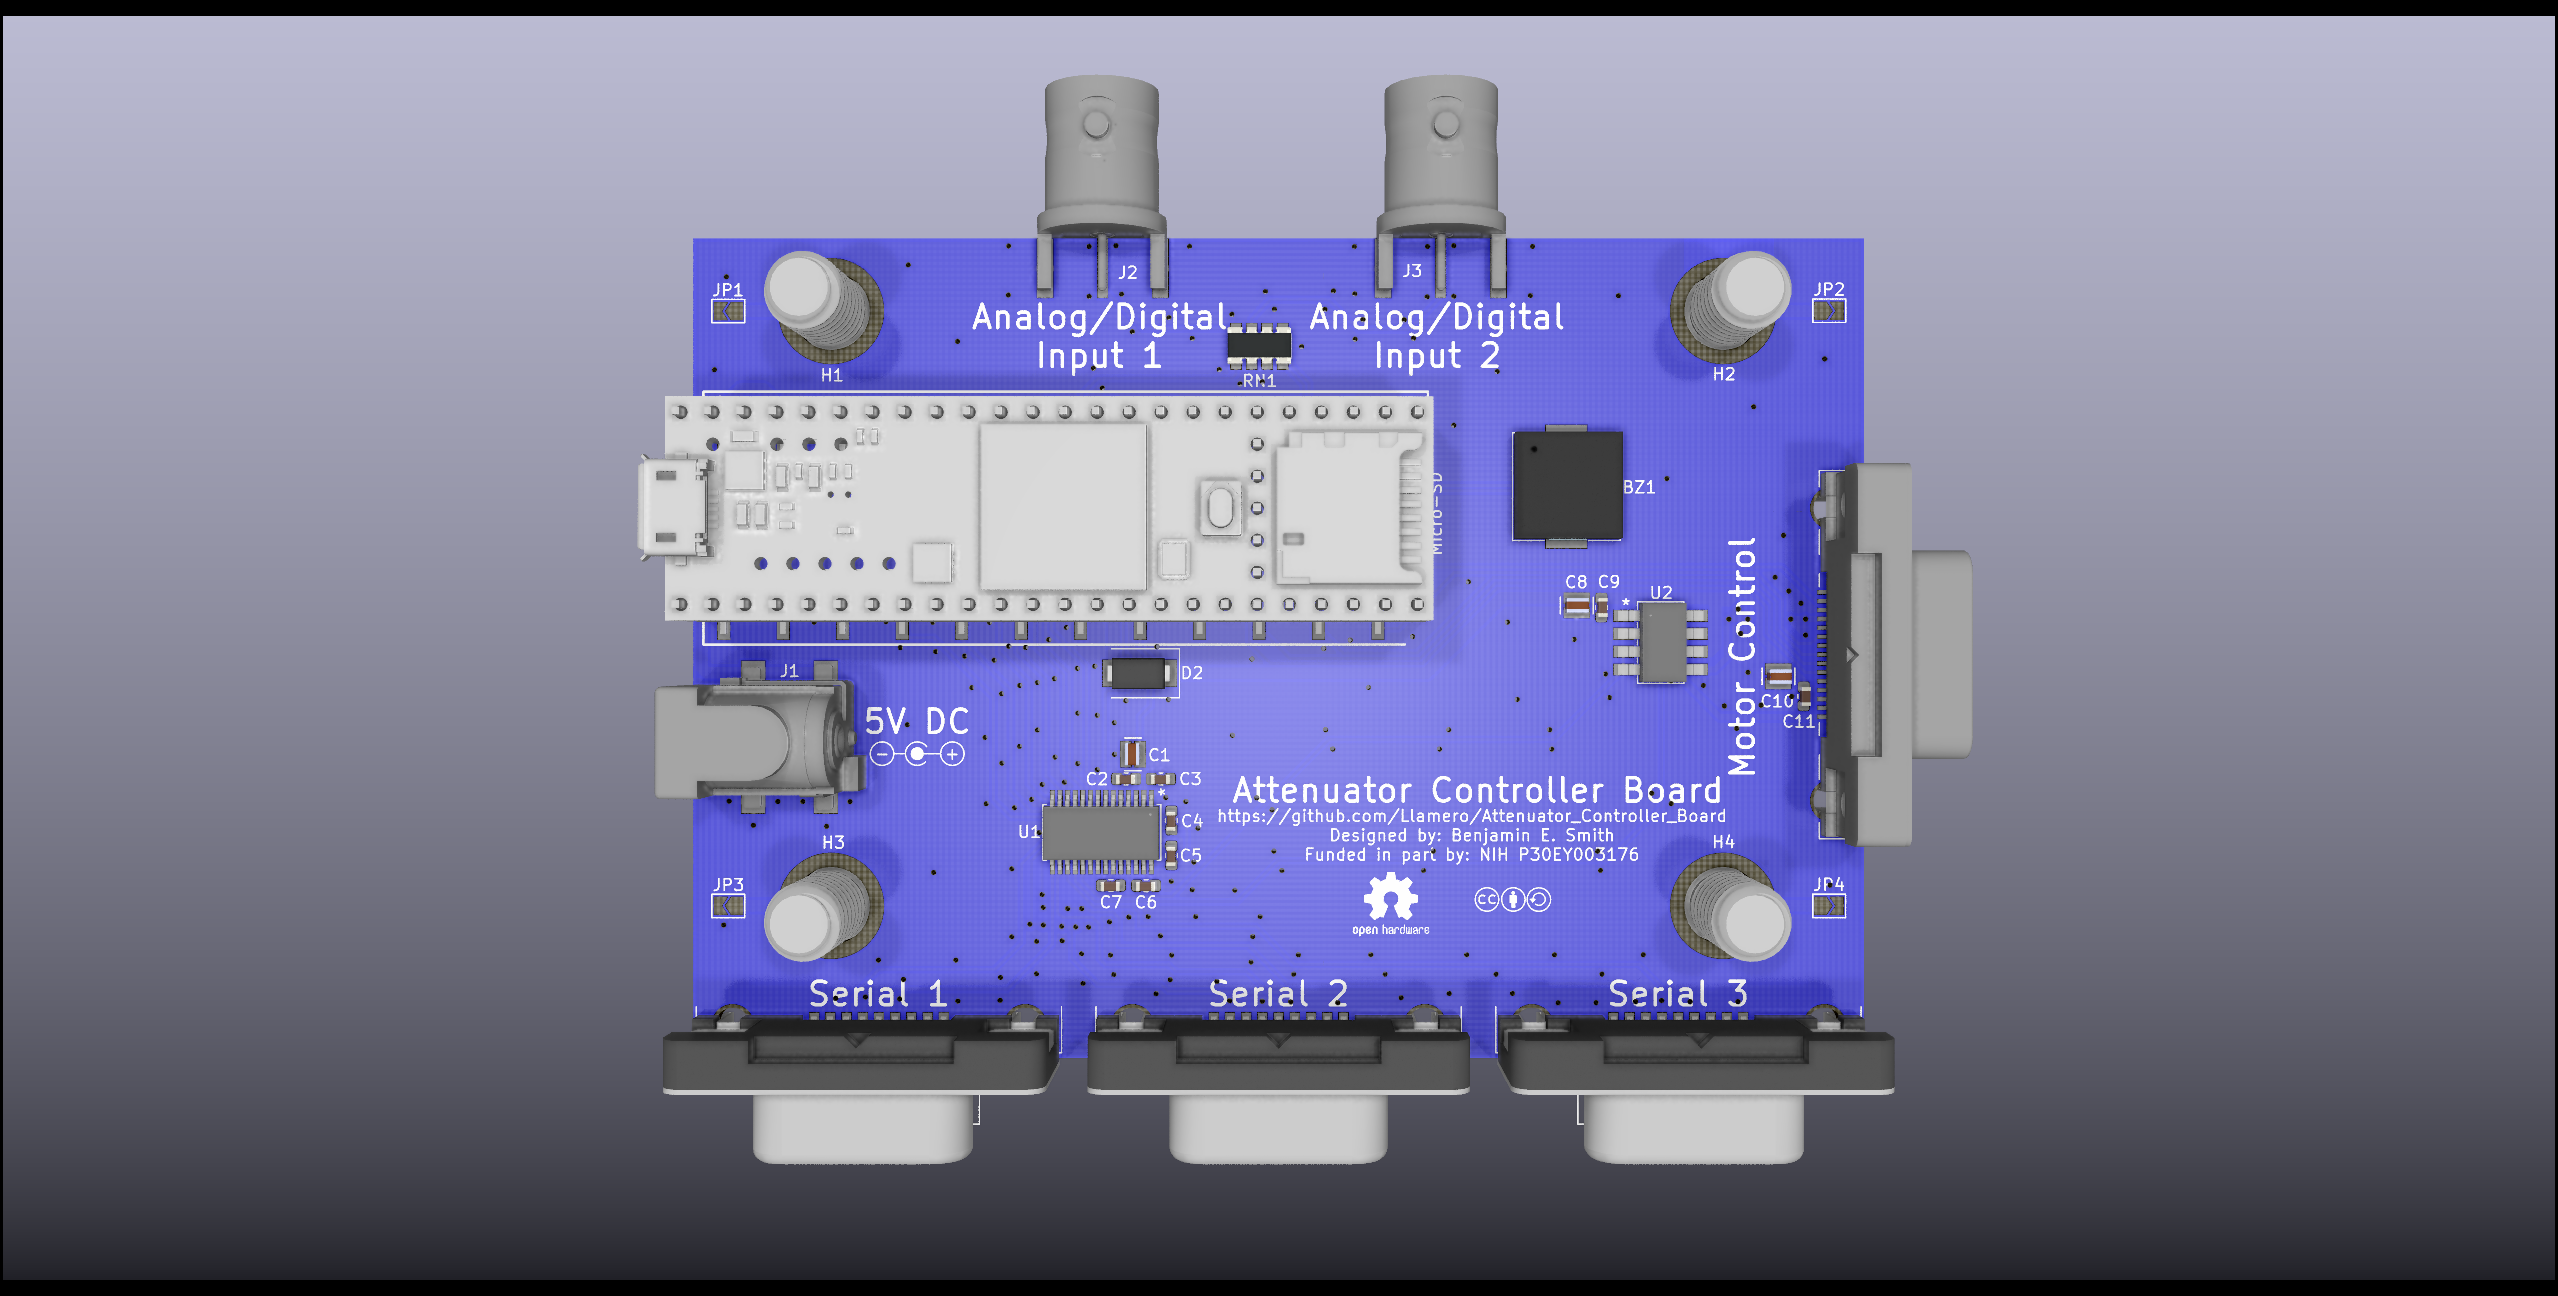 J2
J3
JP1
JP2
Analog/Digital
Input 1
Analog/Digital
Input 2
H1
RN1
H2
Micro-SD
BZ1
C8
C9
*
U2
Motor Control
J1
D2
C10
C11
5V DC
- +
C1
C2
C3
*
U1
C4
C5
C7
C6
Attenuator Controller Board
https://github.com/Llamero/Attenuator_Controller_Board
Designed by: Benjamin E. Smith
Funded in part by: NIH P30EY003176
open hardware
cc
H3
H4
JP3
JP4
Serial 1
Serial 2
Serial 3